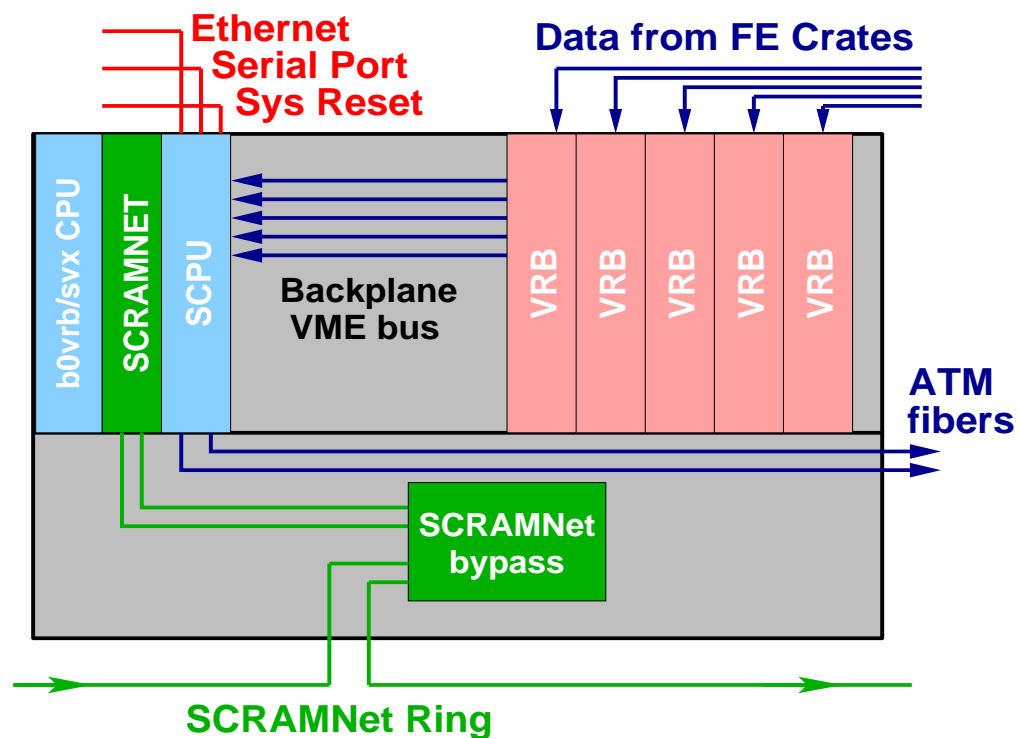 Ethernet
Serial Port
Sys Reset
Data from FE Crates
b0vrb/svx CPU
SCRAMNET
SCPU
Backplane
VME bus
VRB
VRB
VRB
VRB
VRB
ATM
fibers
SCRAMNet
bypass
SCRAMNet Ring